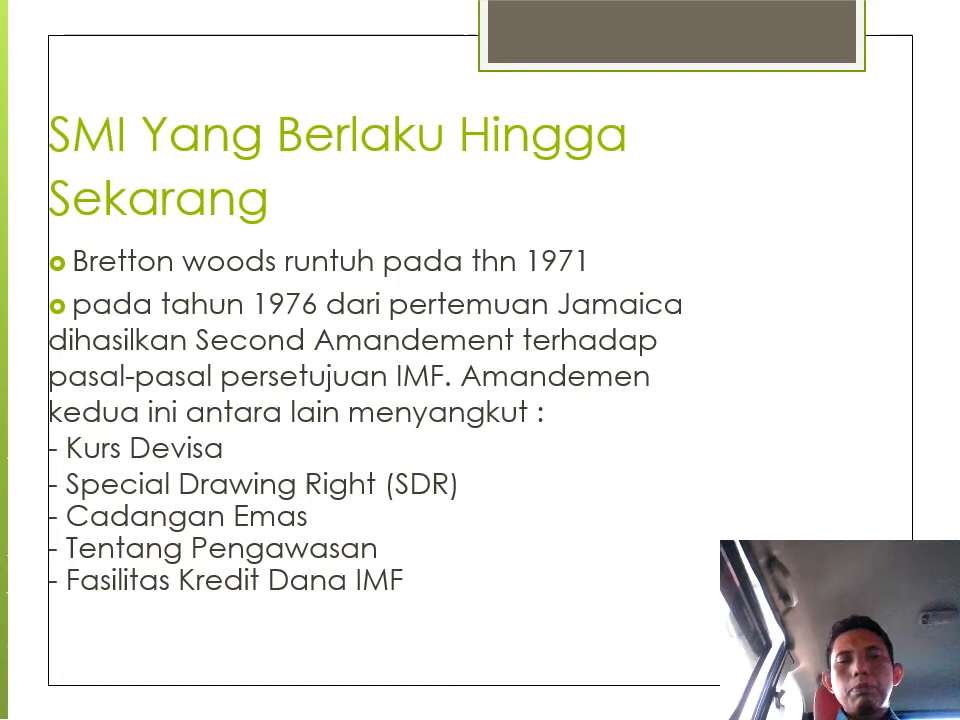 SMI Yang Berlaku Hingga
Sekarang
Bretton woods runtuh pada thn 1971
pada tahun 1976 dari pertemuan Jamaica
dihasilkan Second Amandement terhadap
pasal-pasal persetujuan IMF. Amandemen
kedua ini antara lain menyangkut :
- Kurs Devisa
- Special Drawing Right (SDR)
- Cadangan Emas
- Tentang Pengawasan
- Fasilitas Kredit Dana IMF